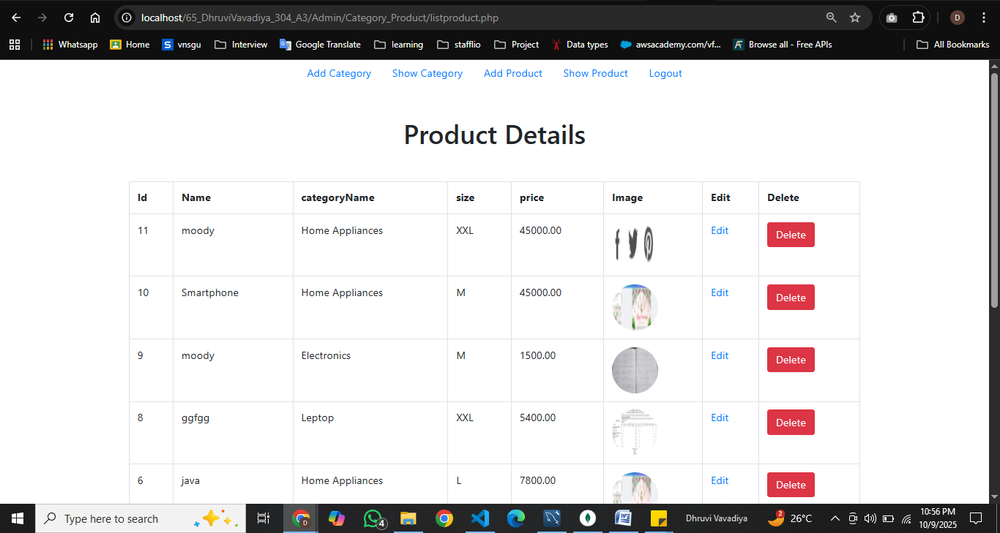 localhost/65_DhruviVavadiya_304_A3/Admin/Category_Product/listproduct.php
D
Whatsapp Home vnsgu Interview Google Translate learning stafflio Project Data types awsacademy.com/vf... Browse all - Free APIs All Bookmarks
Add Category Show Category Add Product Show Product Logout
Product Details
Id Name categoryName size price Image Edit Delete
11 moody Home Appliances XXL 45000.00 Edit Delete
10 Smartphone Home Appliances M 45000.00 Edit Delete
9 moody Electronics M 1500.00 Edit Delete
8 ggfgg Leptop XXL 5400.00 Edit Delete
6 java Home Appliances L 7800.00 Edit Delete
Type here to search D 4 Dhruvi Vavadiya 2 26°C 10:56 PM
10/9/2025